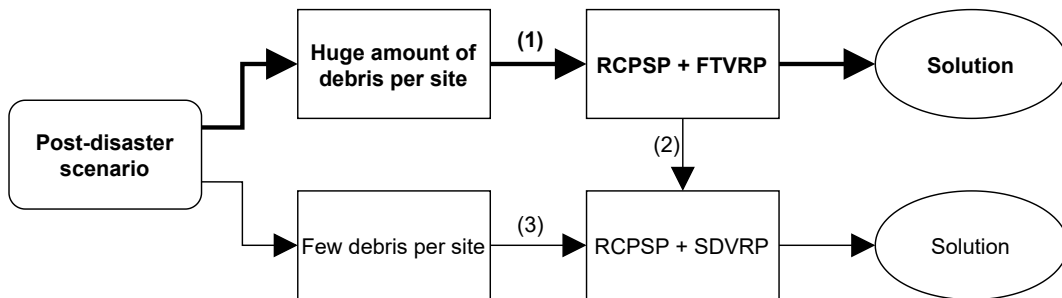 Huge amount of
debris per site
(1)
RCPSP + FTVRP
Solution
Post-disaster
scenario
(2)
Few debris per site
(3)
RCPSP + SDVRP
Solution